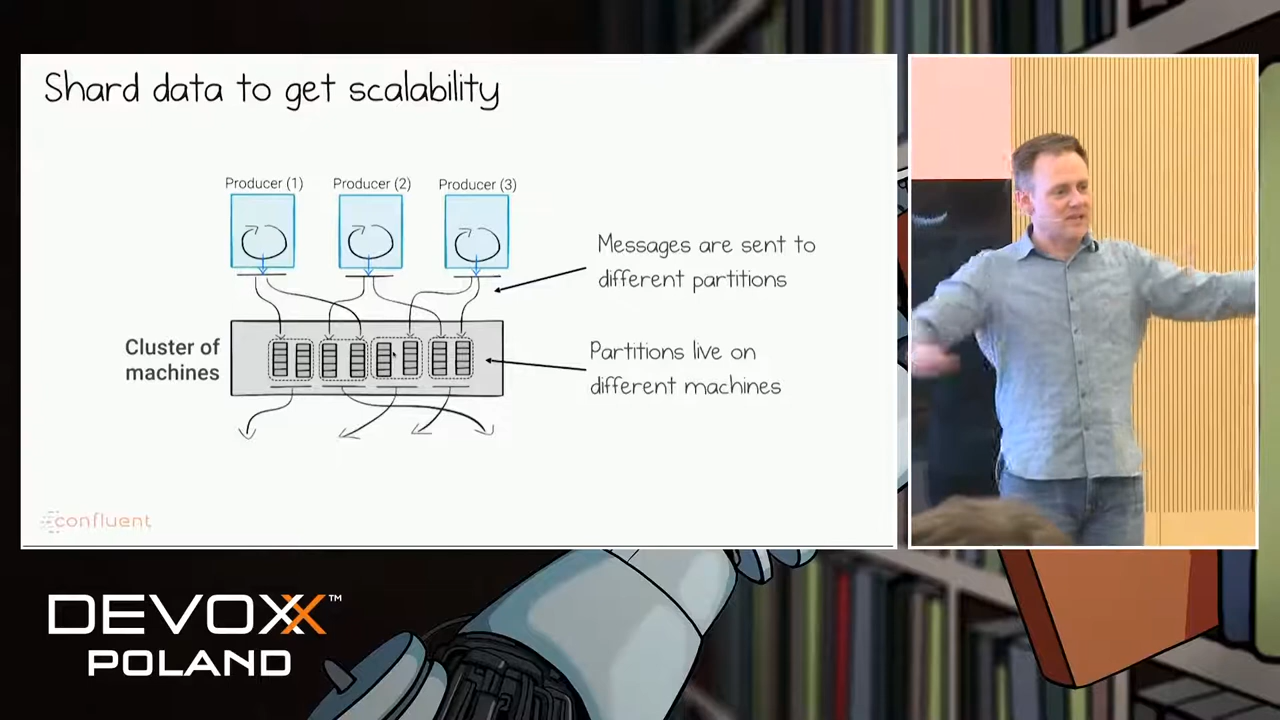 Shard data to get scalability
Producer (1)
Producer (2)
Producer (3)
Messages are sent to
different partitions
Cluster of
machines
Partitions live on
different machines
confluent
DEVOXX™
POLAND